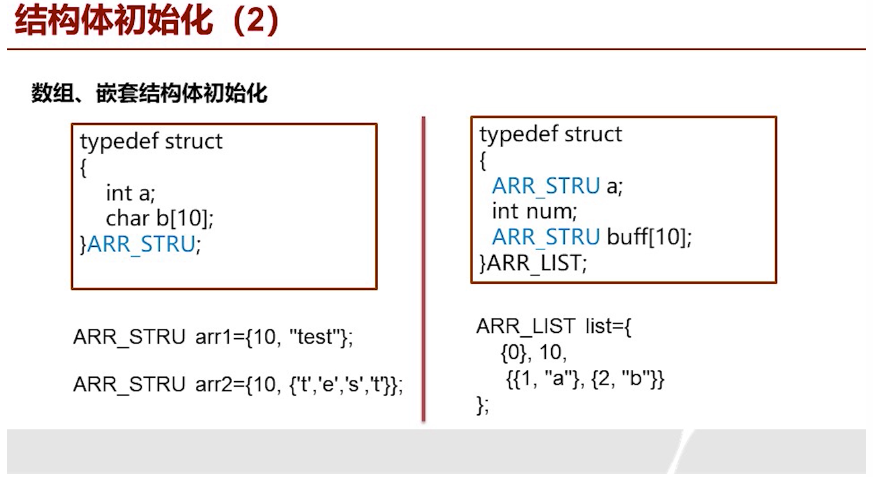 结构体初始化（2）
数组、嵌套结构体初始化
typedef struct
{
int a;
char b[10];
}ARR_STRU;
ARR_STRU arr1={10, "test"};
ARR_STRU arr2={10, {'t','e','s','t'}};
typedef struct
{
ARR_STRU a;
int num;
ARR_STRU buff[10];
}ARR_LIST;
ARR_LIST list={
{0}, 10,
{{1, "a"}, {2, "b"}}
};